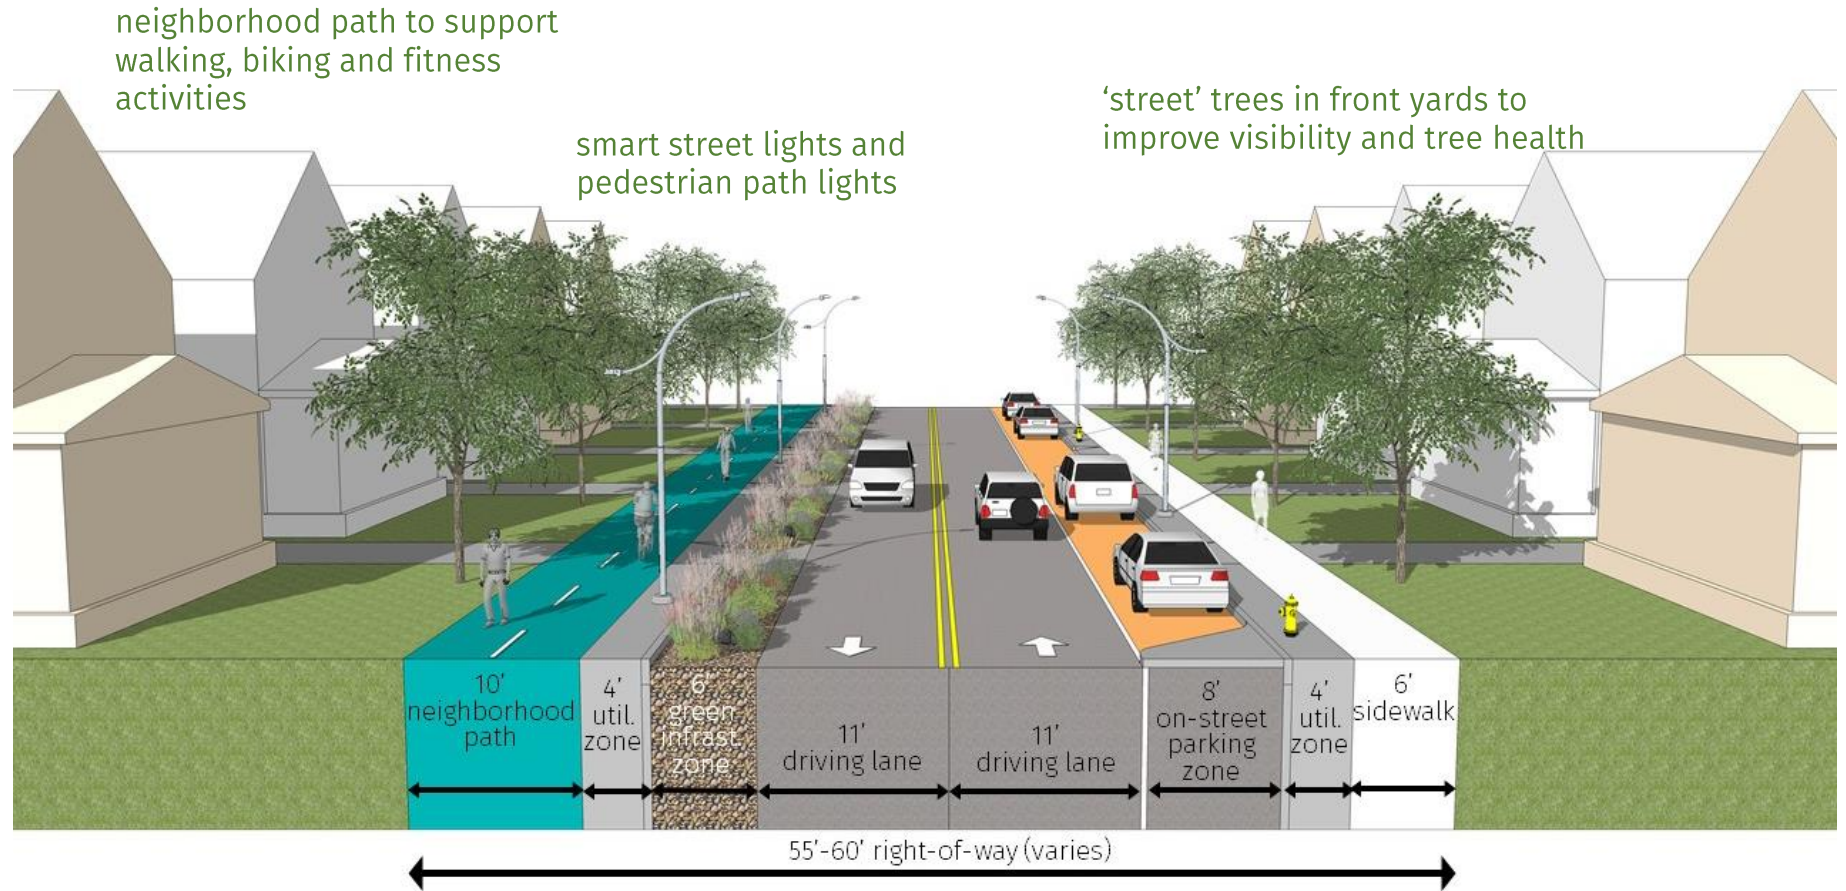 neighborhood path to support
walking, biking and fitness
activities
smart street lights and
pedestrian path lights
‘street’ trees in front yards to
improve visibility and tree health
10’
neighborhood
path
4’
util.
zone
6’
green
infrast.
zone
11’
driving lane
11’
driving lane
8’
on-street
parking
zone
4’
util.
zone
6’
sidewalk
55’-60’ right-of-way (varies)